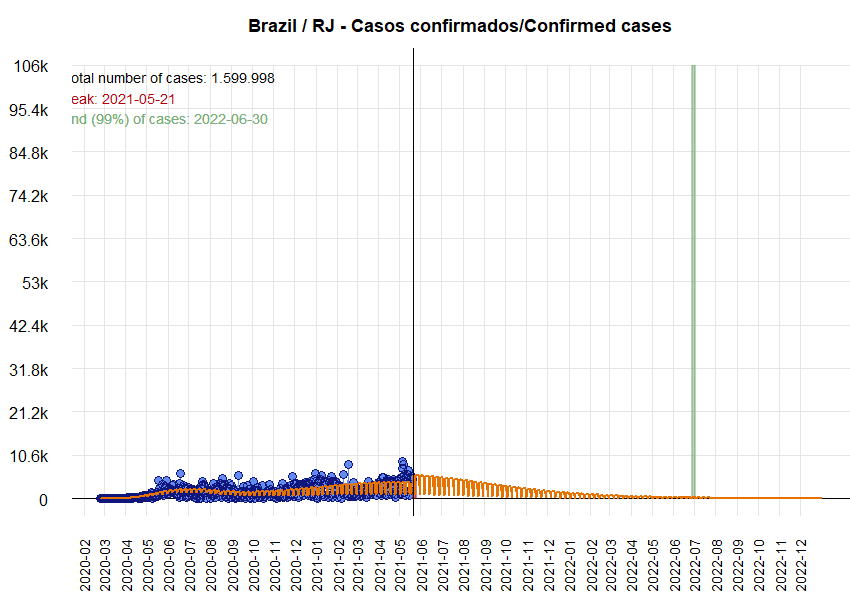 Brazil / RJ - Casos confirmados/Confirmed cases
106k
95.4k
84.8k
74.2k
63.6k
53k
42.4k
31.8k
21.2k
10.6k
0
otal number of cases: 1.599.998
eak: 2021-05-21
nd (99%) of cases: 2022-06-30
2020-02
2020-03
2020-04
2020-05
2020-06
2020-07
2020-08
2020-09
2020-10
2020-11
2020-12
2021-01
2021-02
2021-03
2021-04
2021-05
2021-06
2021-07
2021-08
2021-09
2021-10
2021-11
2021-12
2022-01
2022-02
2022-03
2022-04
2022-05
2022-06
2022-07
2022-08
2022-09
2022-10
2022-11
2022-12